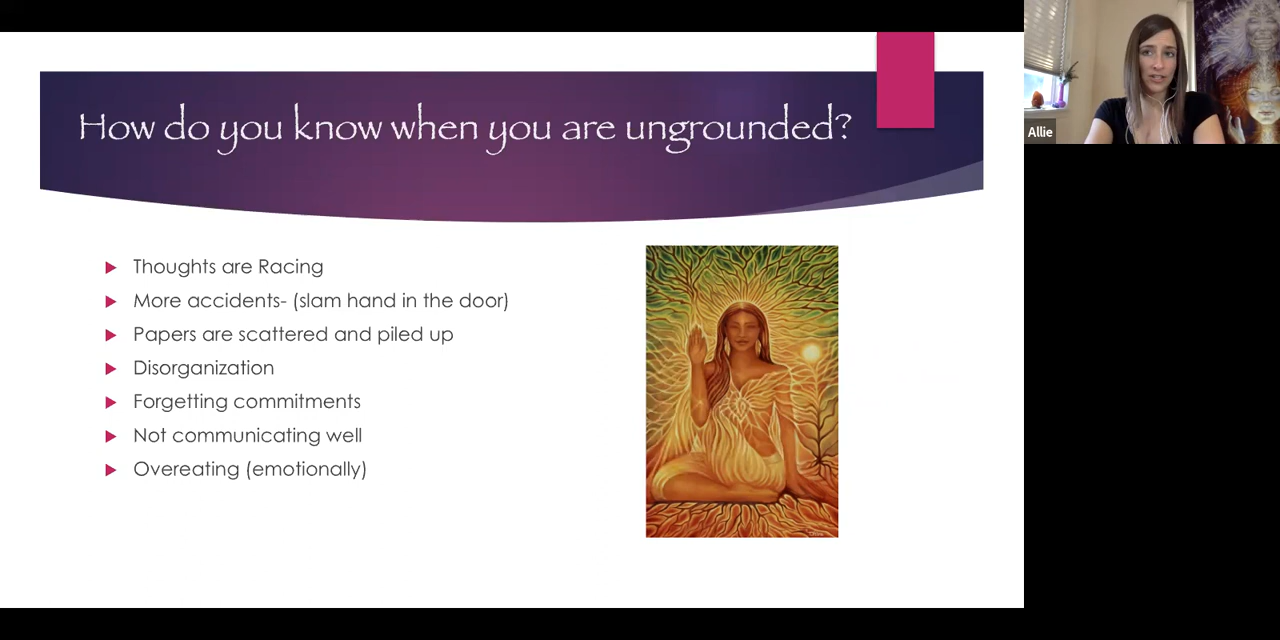 How do you know when you are ungrounded?
Thoughts are Racing
More accidents- (slam hand in the door)
Papers are scattered and piled up
Disorganization
Forgetting commitments
Not communicating well
Overeating (emotionally)
Allie